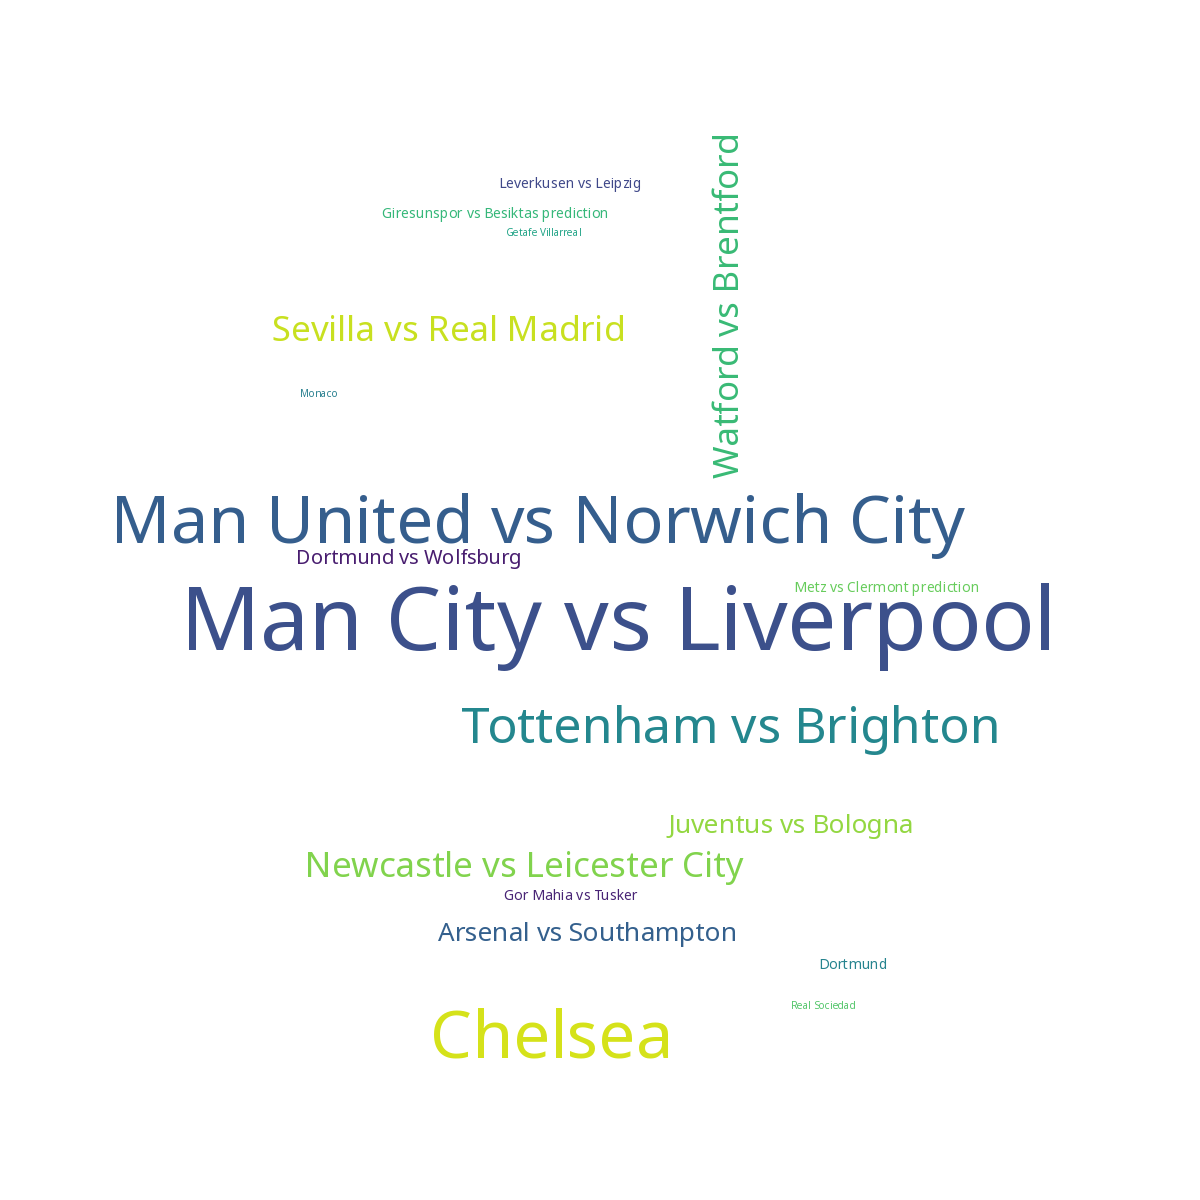 Watford vs Brentford
Leverkusen vs Leipzig
Giresunspor vs Besiktas prediction
Getafe Villarreal
Sevilla vs Real Madrid
Monaco
Man United vs Norwich City
Dortmund vs Wolfsburg
Metz vs Clermont prediction
Man City vs Liverpool
Tottenham vs Brighton
Juventus vs Bologna
Newcastle vs Leicester City
Gor Mahia vs Tusker
Arsenal vs Southampton
Dortmund
Real Sociedad
Chelsea